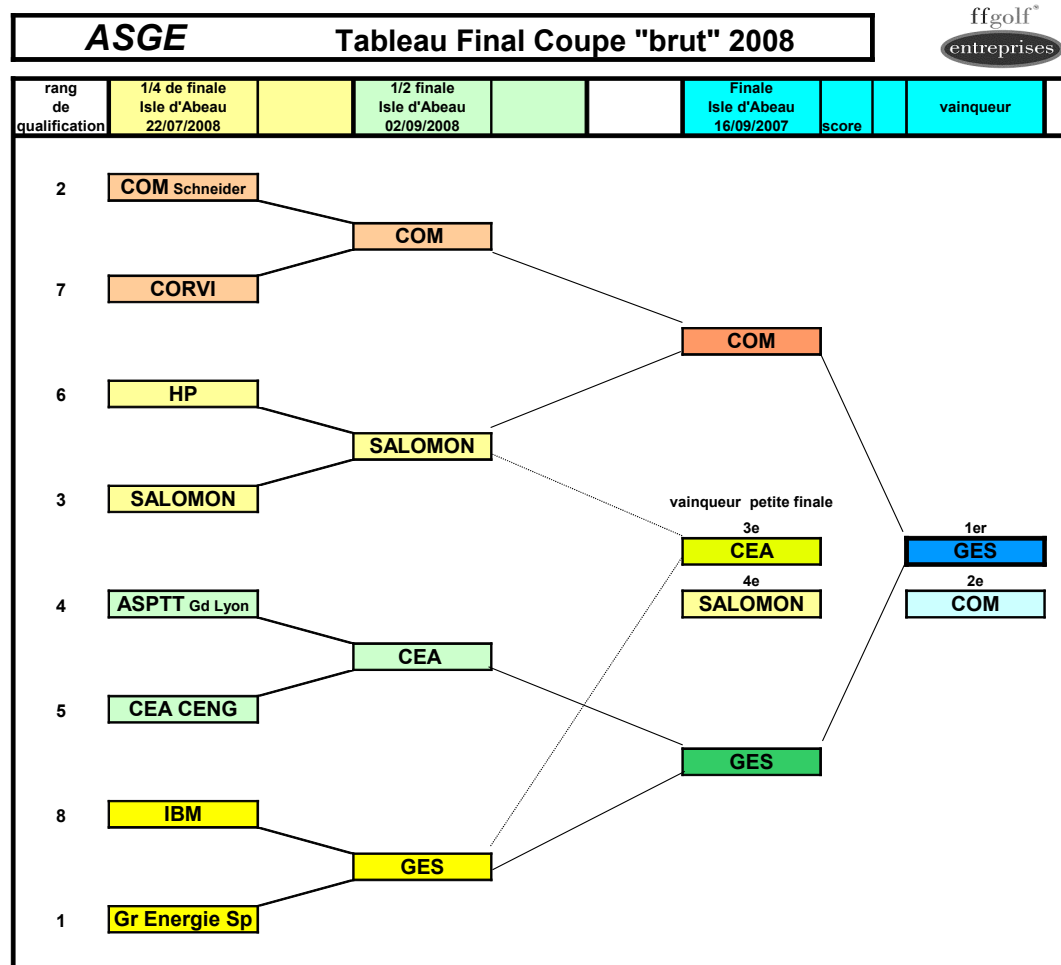 ffgolf®
entreprises
ASGE Tableau Final Coupe "brut" 2008
rang 1/4 de finale 1/2 finale Finale
de Isle d'Abeau Isle d'Abeau Isle d'Abeau vainqueur
qualification 22/07/2008 02/09/2008 16/09/2007 score
2 COM Schneider
COM
7 CORVI
COM
6 HP
SALOMON
3 SALOMON
vainqueur petite finale
3e 1er
CEA GES
4e 2e
4 ASPTT Gd Lyon SALOMON COM
CEA
5 CEA CENG
GES
8 IBM
GES
1 Gr Energie Sp